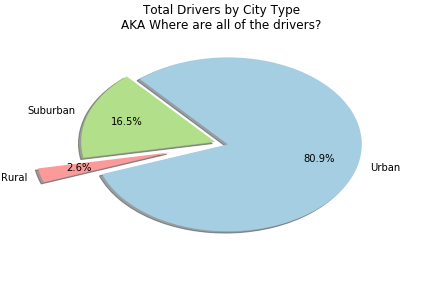 Total Drivers by City Type
AKA Where are all of the drivers?
Suburban
16.5%
80.9%
Urban
2.6%
Rural